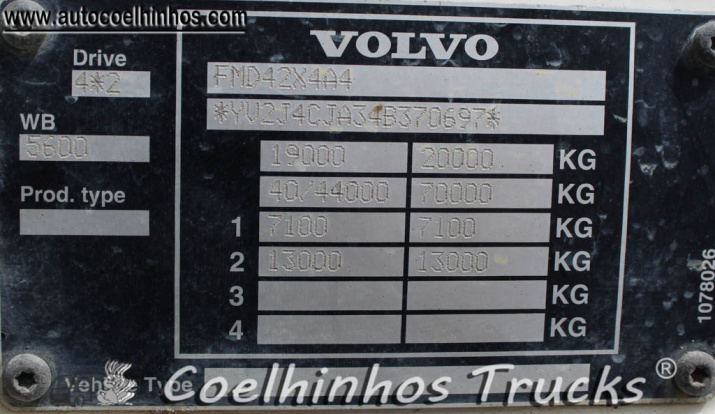 www.autocoelhinhos.com
VOLVO
Drive
4*2
FMD42X4A4
*YV2J4CJA34B370697*
WB
5600
19000 20000 KG
Prod. type
40/44000 70000 KG
1 7100 7100 KG
2 13000 13000 KG
3 KG
4 KG
1078026
Type
Coelhinhos Trucks ®